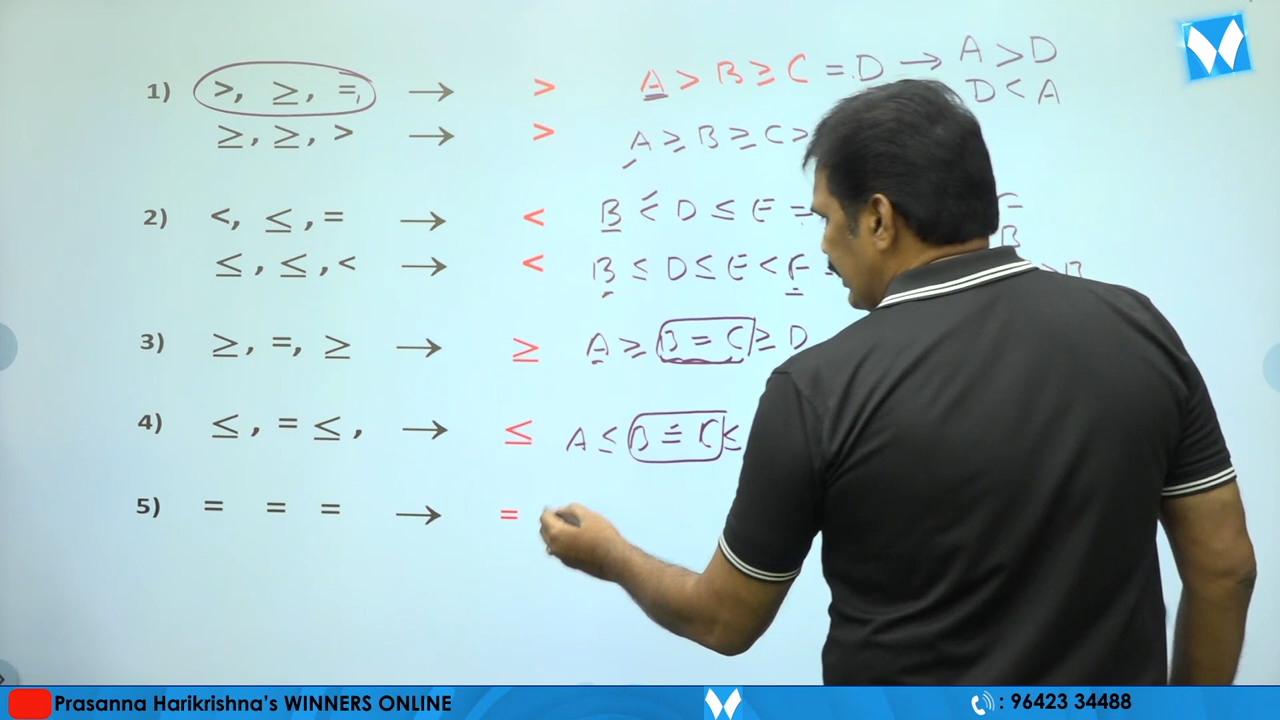 1) >, ≥, =, → > A > B ≥ C = D → A > D
D < A
≥, ≥, > → > A ≥ B ≥ C >
2) <, ≤, = → < B < D ≤ E =
B
≤, ≤, < → < B ≤ D ≤ E < F > B
3) ≥, =, ≥ → ≥ A ≥ B = C ≥ D
4) ≤, = ≤, → ≤ A ≤ B = C ≤
5) = = = → =
Prasanna Harikrishna's WINNERS ONLINE
: 96423 34488